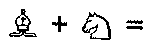 ♗ + ♘ =